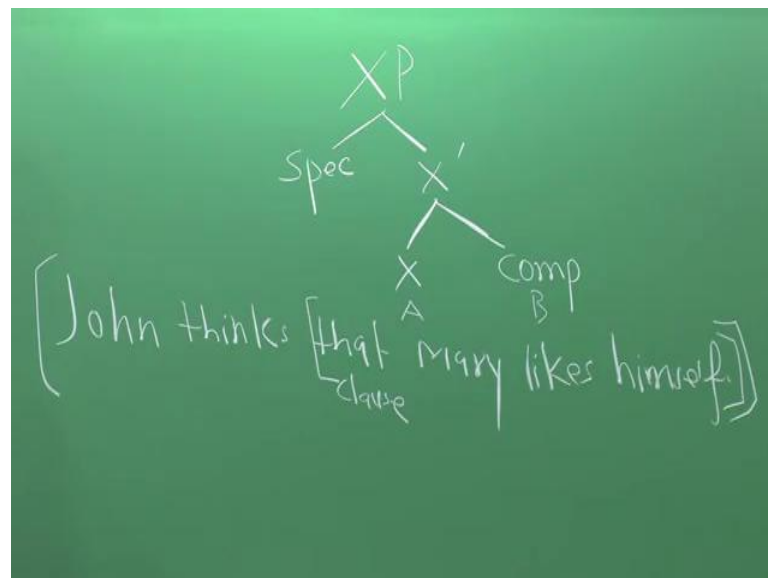 XP
Spec X'
X Comp
A B
[John thinks [that Mary likes himself.]]
clause